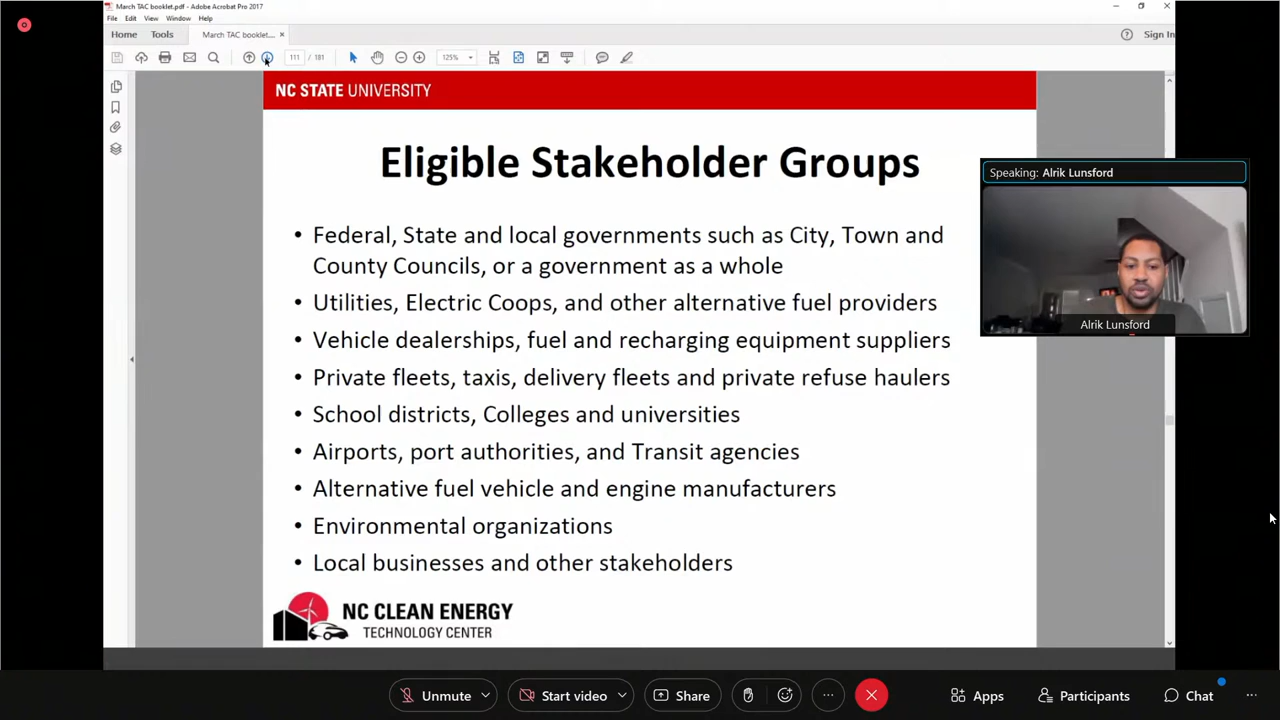 March TAC booklet.pdf - Adobe Acrobat Pro 2017
File Edit View Window Help
Home Tools March TAC booklet.... × Sign In
111 / 181 125%
NC STATE UNIVERSITY
Eligible Stakeholder Groups
• Federal, State and local governments such as City, Town and
County Councils, or a government as a whole
• Utilities, Electric Coops, and other alternative fuel providers
• Vehicle dealerships, fuel and recharging equipment suppliers
• Private fleets, taxis, delivery fleets and private refuse haulers
• School districts, Colleges and universities
• Airports, port authorities, and Transit agencies
• Alternative fuel vehicle and engine manufacturers
• Environmental organizations
• Local businesses and other stakeholders
NC CLEAN ENERGY
TECHNOLOGY CENTER
Speaking: Alrik Lunsford
Alrik Lunsford
Unmute Start video Share Apps Participants Chat